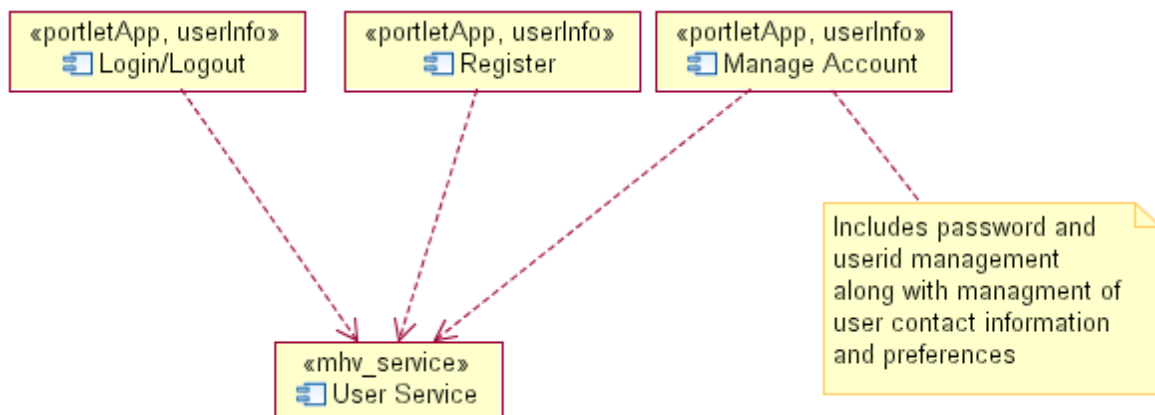 «portletApp, userInfo»
Login/Logout
«portletApp, userInfo»
Register
«portletApp, userInfo»
Manage Account
Includes password and
userid management
along with managment of
user contact information
and preferences
«mhv_service»
User Service